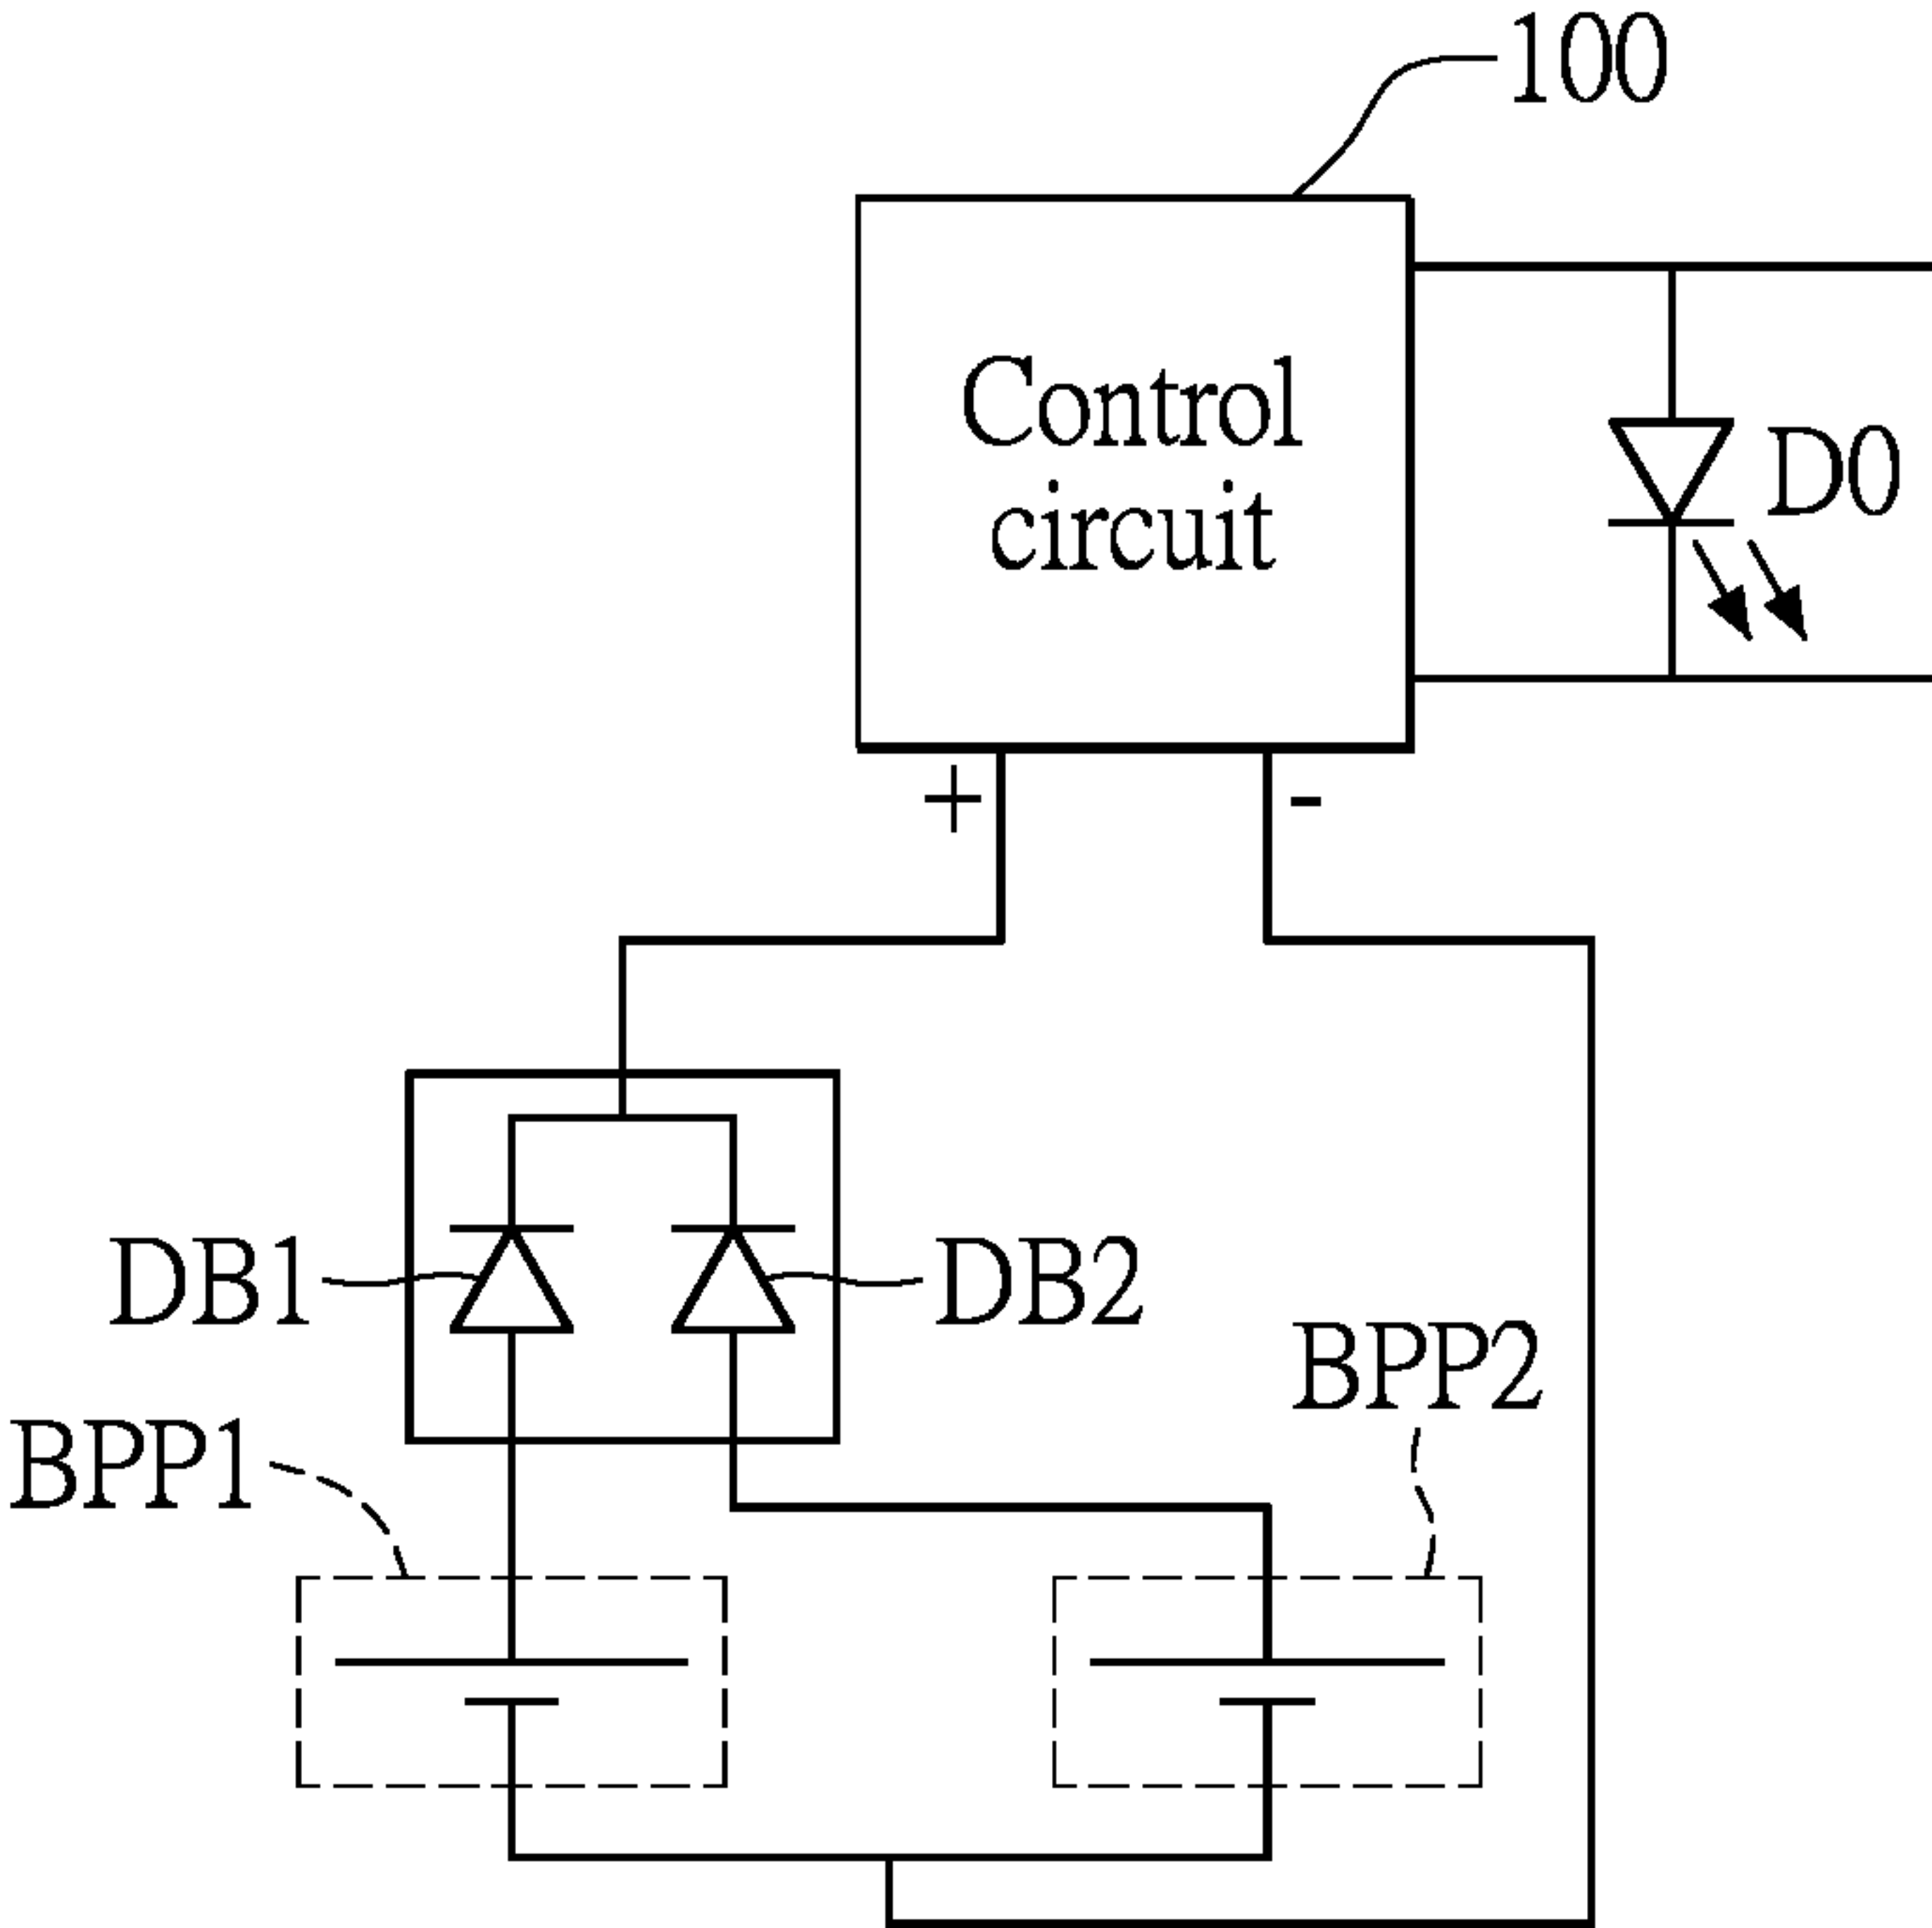 100
Control
circuit
D0
+
-
DB1
DB2
BPP2
BPP1